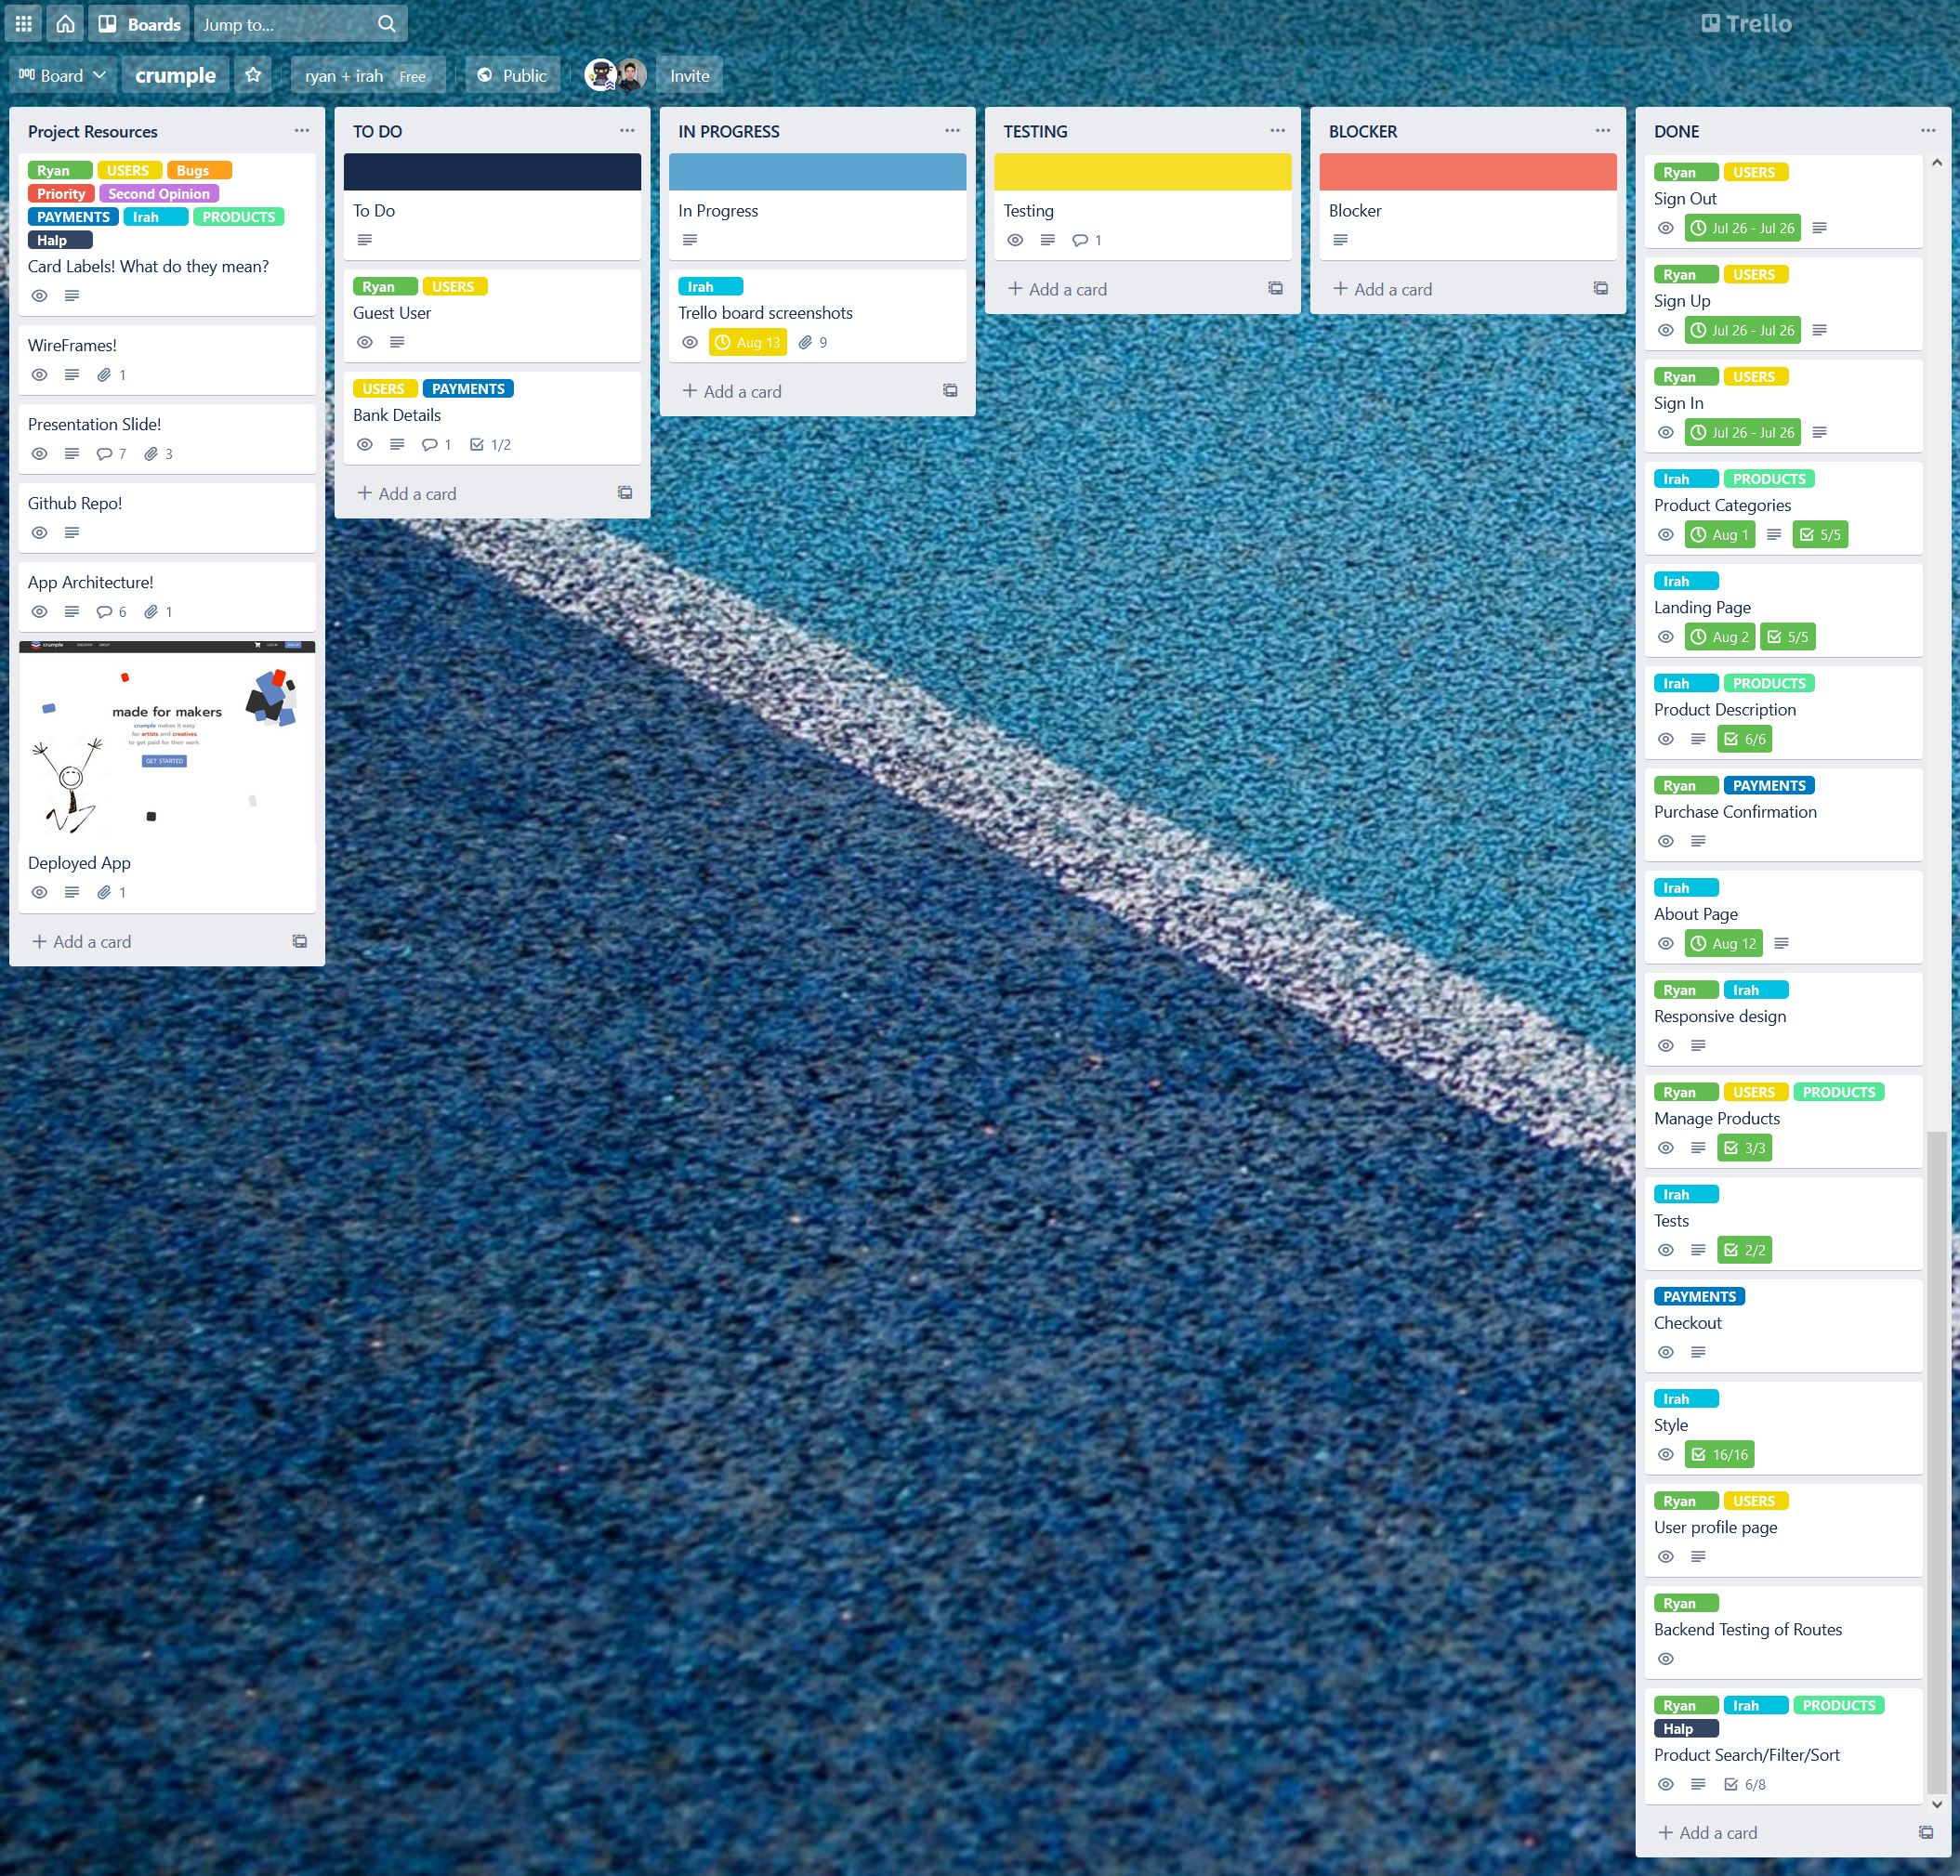 Boards
Jump to...
Trello
Board
crumple
ryan + irah Free
Public
Invite
Project Resources
Ryan USERS Bugs
Priority Second Opinion
PAYMENTS Irah PRODUCTS
Halp
Card Labels! What do they mean?
WireFrames!
1
Presentation Slide!
7 3
Github Repo!
App Architecture!
6 1
crumple DISCOVER ABOUT LOG IN SIGN UP
made for makers
crumple makes it easy
for artists and creatives
to get paid for their work
GET STARTED
Deployed App
1
+ Add a card
TO DO
To Do
Ryan USERS
Guest User
USERS PAYMENTS
Bank Details
1 1/2
+ Add a card
IN PROGRESS
In Progress
Irah
Trello board screenshots
Aug 13 9
+ Add a card
TESTING
Testing
1
+ Add a card
BLOCKER
Blocker
+ Add a card
DONE
Ryan USERS
Sign Out
Jul 26 - Jul 26
Ryan USERS
Sign Up
Jul 26 - Jul 26
Ryan USERS
Sign In
Jul 26 - Jul 26
Irah PRODUCTS
Product Categories
Aug 1 5/5
Irah
Landing Page
Aug 2 5/5
Irah PRODUCTS
Product Description
6/6
Ryan PAYMENTS
Purchase Confirmation
Irah
About Page
Aug 12
Ryan Irah
Responsive design
Ryan USERS PRODUCTS
Manage Products
3/3
Irah
Tests
2/2
PAYMENTS
Checkout
Irah
Style
16/16
Ryan USERS
User profile page
Ryan
Backend Testing of Routes
Ryan Irah PRODUCTS
Halp
Product Search/Filter/Sort
6/8
+ Add a card